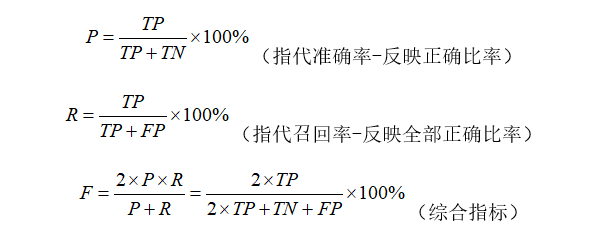 P = TP / (TP + TN) ×100% （指代准确率-反映正确比率）
R = TP / (TP + FP) ×100% （指代召回率-反映全部正确比率）
F = (2×P×R) / (P + R) = (2×TP) / (2×TP+TN+FP) ×100% （综合指标）